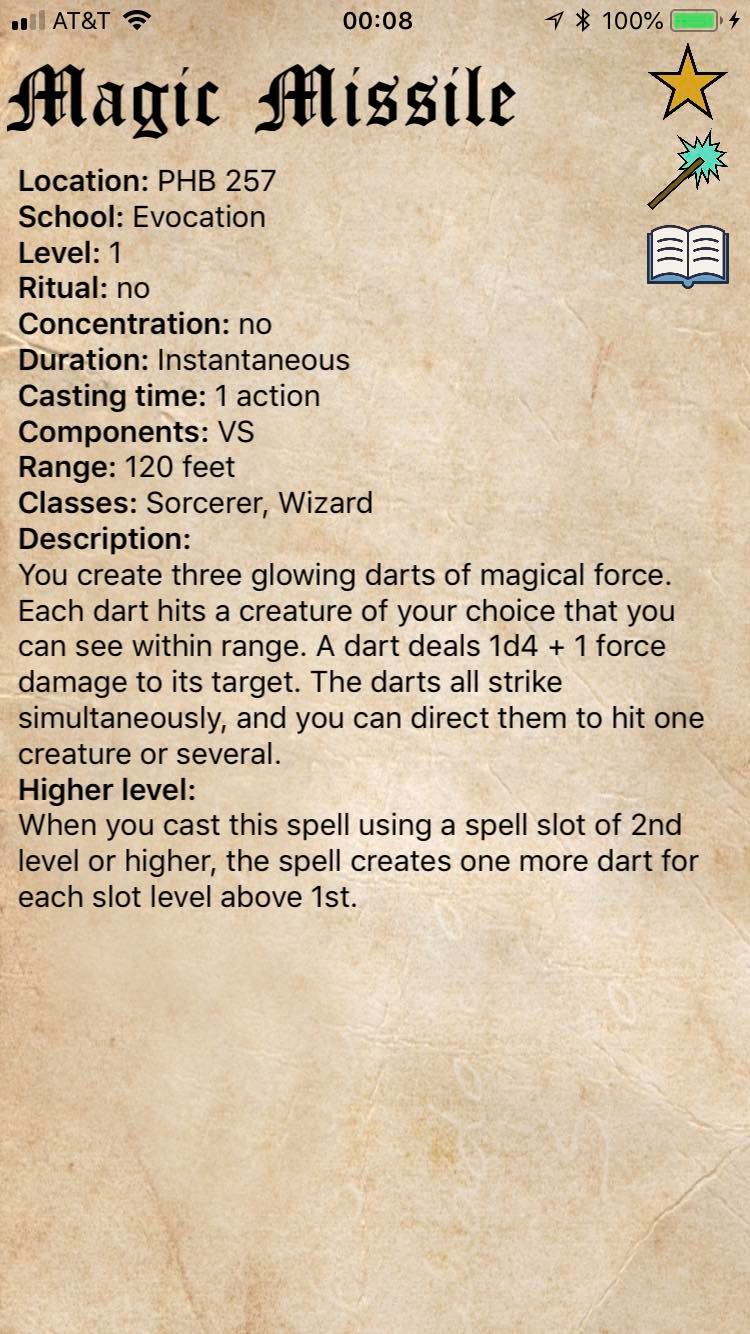 AT&T 00:08 100%
Magic Missile
Location: PHB 257
School: Evocation
Level: 1
Ritual: no
Concentration: no
Duration: Instantaneous
Casting time: 1 action
Components: VS
Range: 120 feet
Classes: Sorcerer, Wizard
Description:
You create three glowing darts of magical force.
Each dart hits a creature of your choice that you
can see within range. A dart deals 1d4 + 1 force
damage to its target. The darts all strike
simultaneously, and you can direct them to hit one
creature or several.
Higher level:
When you cast this spell using a spell slot of 2nd
level or higher, the spell creates one more dart for
each slot level above 1st.